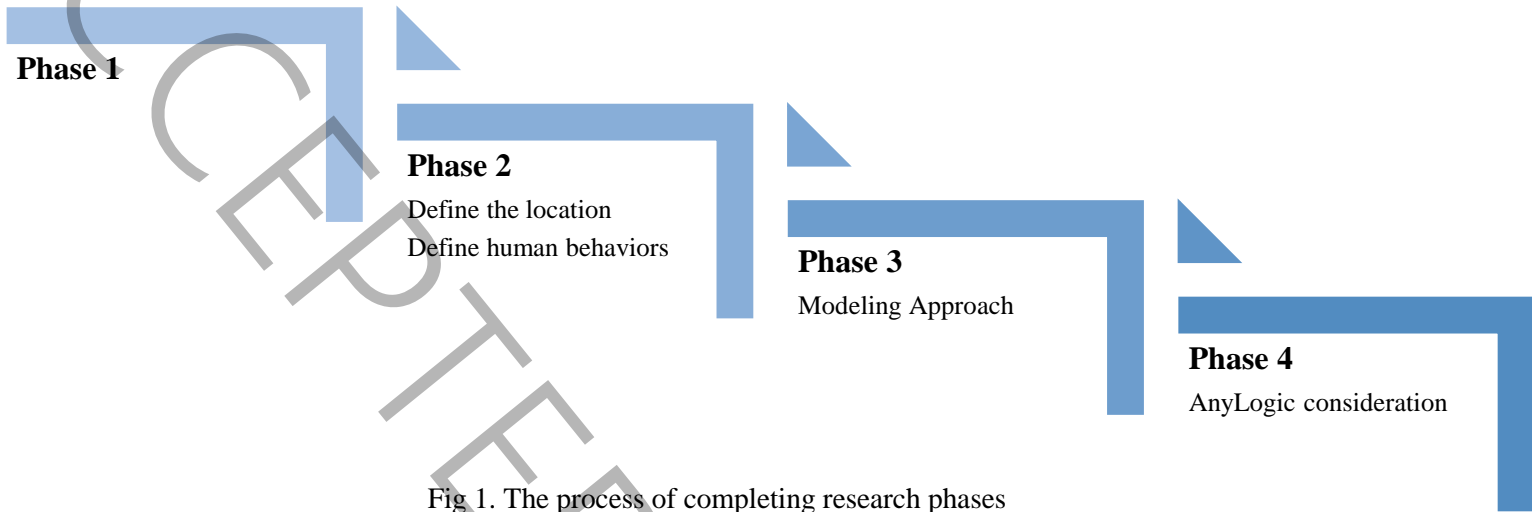 Phase 1
Phase 2
Define the location
Define human behaviors
Phase 3
Modeling Approach
Phase 4
AnyLogic consideration
Fig 1. The process of completing research phases
CCEPTE